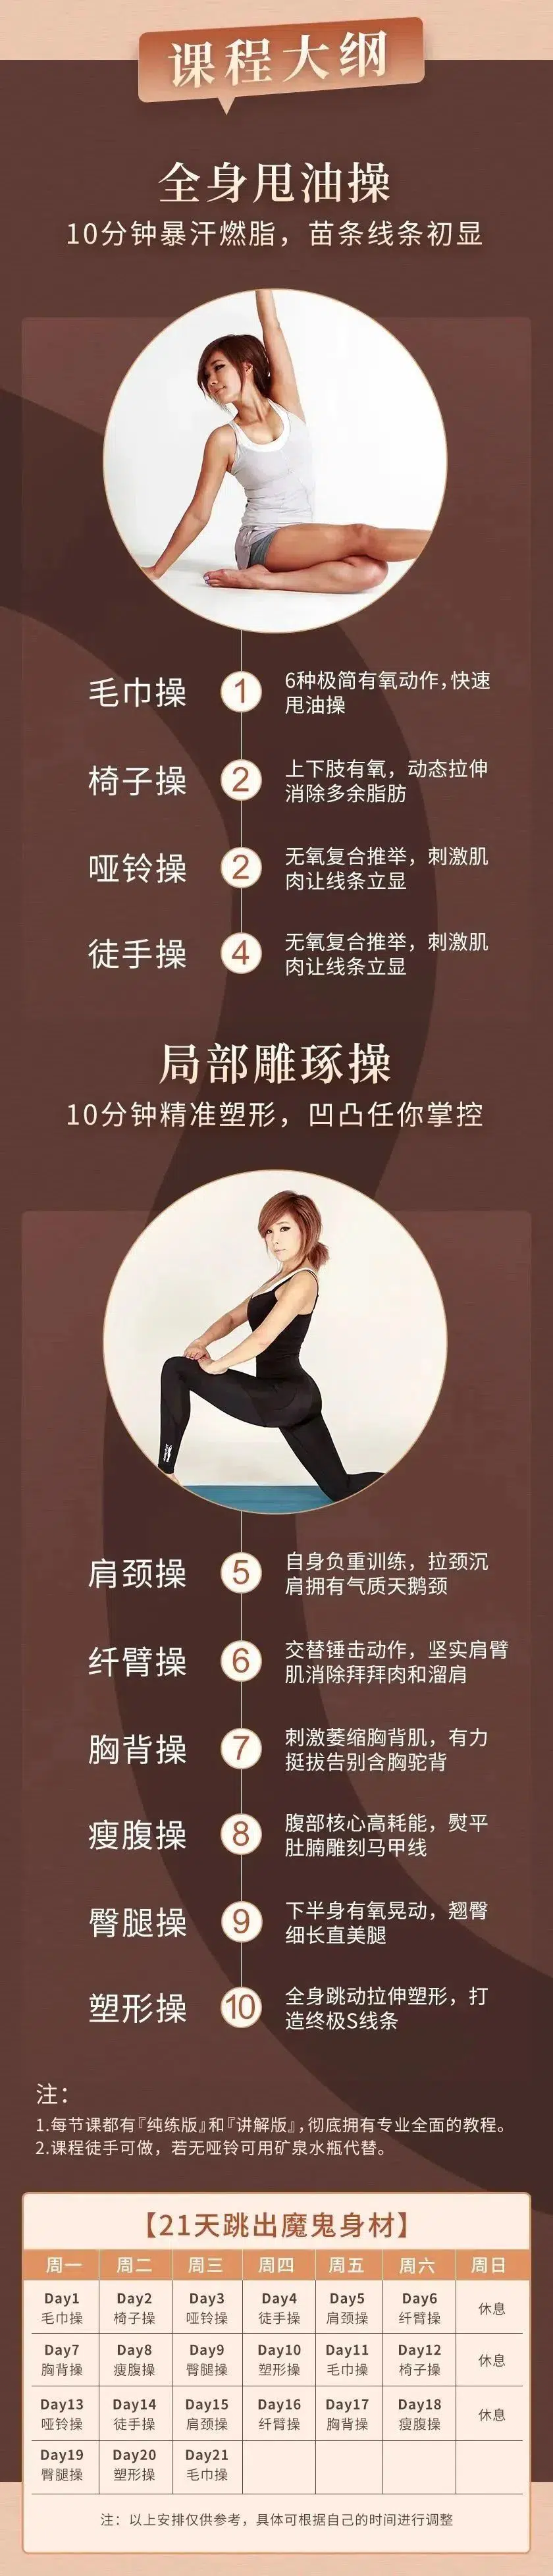 课程大纲
全身甩油操
10分钟暴汗燃脂，苗条线条初显
毛巾操 1 6种极简有氧动作，快速
甩油操
椅子操 2 上下肢有氧，动态拉伸
消除多余脂肪
哑铃操 2 无氧复合推举，刺激肌
肉让线条立显
徒手操 4 无氧复合推举，刺激肌
肉让线条立显
局部雕琢操
10分钟精准塑形，凹凸任你掌控
肩颈操 5 自身负重训练，拉颈沉
肩拥有气质天鹅颈
纤臂操 6 交替锤击动作，坚实肩臂
肌消除拜拜肉和溜肩
胸背操 7 刺激萎缩胸背肌，有力
挺拔告别含胸驼背
瘦腹操 8 腹部核心高耗能，熨平
肚腩雕刻马甲线
臀腿操 9 下半身有氧晃动，翘臀
细长直美腿
塑形操 10 全身跳动拉伸塑形，打
造终极S线条
注：
1.每节课都有『纯练版』和『讲解版』，彻底拥有专业全面的教程。
2.课程徒手可做，若无哑铃可用矿泉水瓶代替。
【21天跳出魔鬼身材】
周一 周二 周三 周四 周五 周六 周日
Day1 Day2 Day3 Day4 Day5 Day6 休息
毛巾操 椅子操 哑铃操 徒手操 肩颈操 纤臂操
Day7 Day8 Day9 Day10 Day11 Day12 休息
胸背操 瘦腹操 臀腿操 塑形操 毛巾操 椅子操
Day13 Day14 Day15 Day16 Day17 Day18 休息
哑铃操 徒手操 肩颈操 纤臂操 胸背操 瘦腹操
Day19 Day20 Day21
臀腿操 塑形操 毛巾操
注：以上安排仅供参考，具体可根据自己的时间进行调整